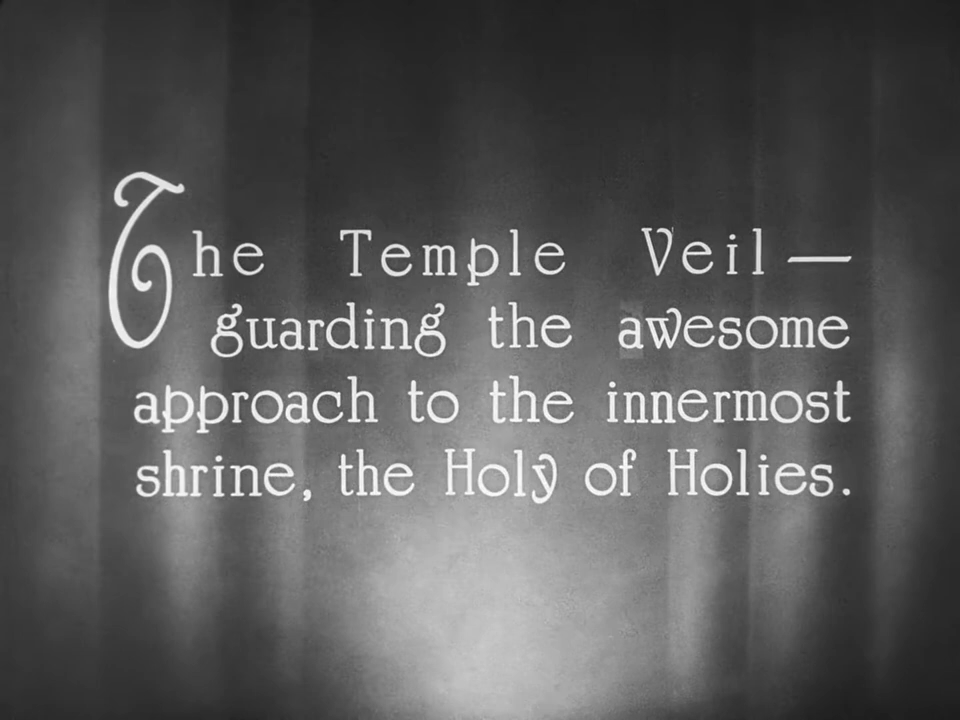 The Temple Veil —
guarding the awesome
approach to the innermost
shrine, the Holy of Holies.